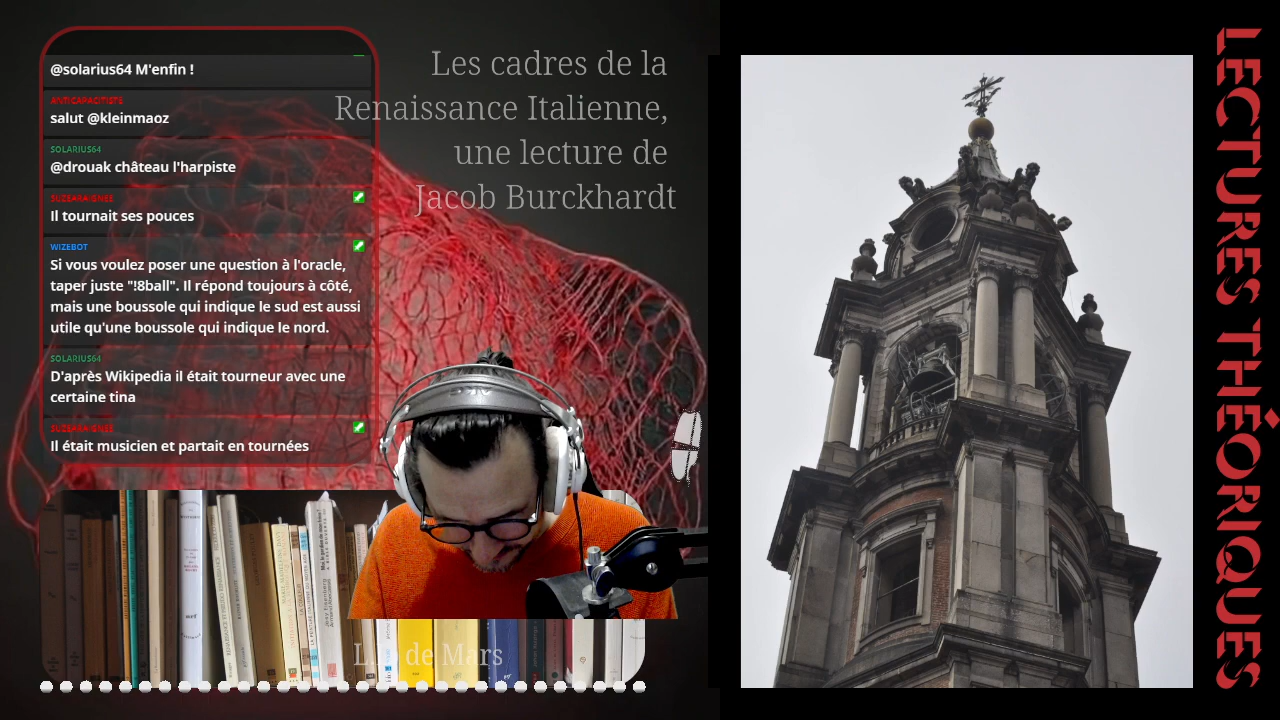 @solarius64 M'enfin !
ANTICAPACITISTE
salut @kleinmaoz
SOLARIUS64
@drouak château l'harpiste
SUZEARAIGNEE
Il tournait ses pouces
WIZEBOT
Si vous voulez poser une question à l'oracle,
taper juste "!8ball". Il répond toujours à côté,
mais une boussole qui indique le sud est aussi
utile qu'une boussole qui indique le nord.
SOLARIUS64
D'après Wikipedia il était tourneur avec une
certaine tina
SUZEARAIGNEE
Il était musicien et partait en tournées
Les cadres de la
Renaissance Italienne,
une lecture de
Jacob Burckhardt
de Mars
LECTURES THÉORIQUES